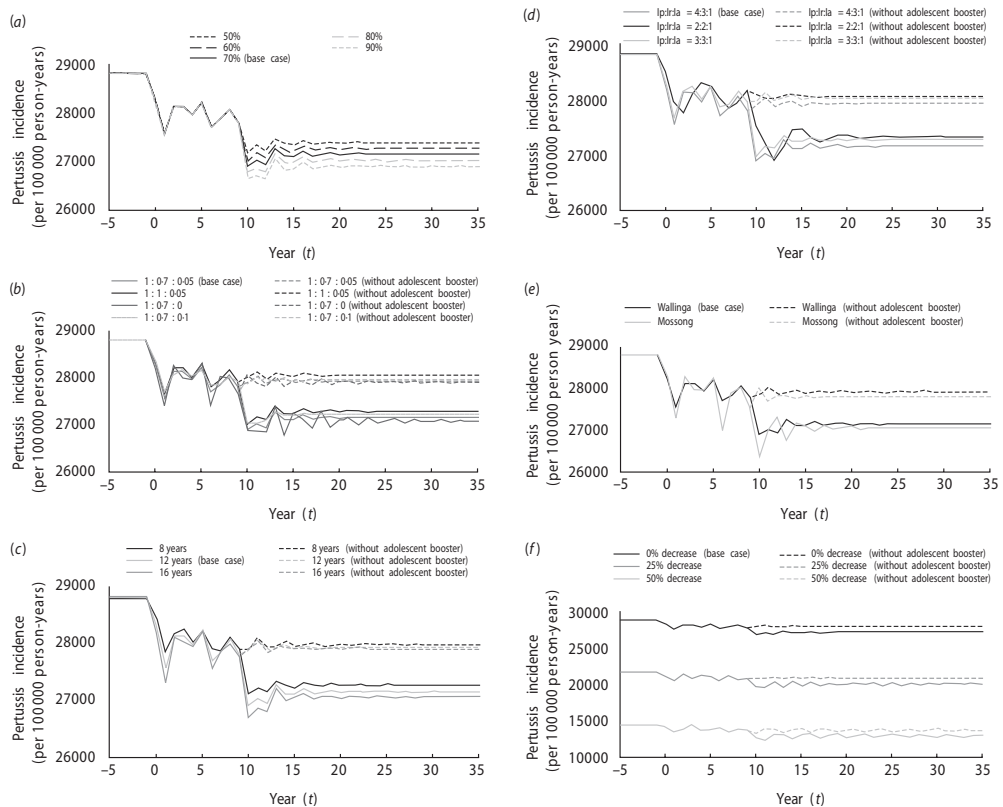 (a)
50% 80%
60% 90%
70% (base case)
Pertussis incidence
(per 100 000 person-years)
29000
28000
27000
26000
–5 0 5 10 15 20 25 30 35
Year (t)
(b)
1 : 0·7 : 0·05 (base case) 1 : 0·7 : 0·05 (without adolescent booster)
1 : 1 : 0·05 1 : 1 : 0·05 (without adolescent booster)
1 : 0·7 : 0 1 : 0·7 : 0 (without adolescent booster)
1 : 0·7 : 0·1 1 : 0·7 : 0·1 (without adolescent booster)
Pertussis incidence
(per 100 000 person-years)
29000
28000
27000
26000
–5 0 5 10 15 20 25 30 35
Year (t)
(c)
8 years 8 years (without adolescent booster)
12 years (base case) 12 years (without adolescent booster)
16 years 16 years (without adolescent booster)
Pertussis incidence
(per 100 000 person-years)
29000
28000
27000
26000
–5 0 5 10 15 20 25 30 35
Year (t)
(d)
Ip:Ir:Ia = 4:3:1 (base case) Ip:Ir:Ia = 4:3:1 (without adolescent booster)
Ip:Ir:Ia = 2:2:1 Ip:Ir:Ia = 2:2:1 (without adolescent booster)
Ip:Ir:Ia = 3:3:1 Ip:Ir:Ia = 3:3:1 (without adolescent booster)
Pertussis incidence
(per 100 000 person-years)
29000
28000
27000
26000
–5 0 5 10 15 20 25 30 35
Year (t)
(e)
Wallinga (base case) Wallinga (without adolescent booster)
Mossong Mossong (without adolescent booster)
Pertussis incidence
(per 100 000 person years)
29000
28000
27000
26000
–5 0 5 10 15 20 25 30 35
Year (t)
(f)
0% decrease (base case) 0% decrease (without adolescent booster)
25% decrease 25% decrease (without adolescent booster)
50% decrease 50% decrease (without adolescent booster)
Pertussis incidence
(per 100 000 person-years)
30000
25000
20000
15000
10000
–5 0 5 10 15 20 25 30 35
Year (t)